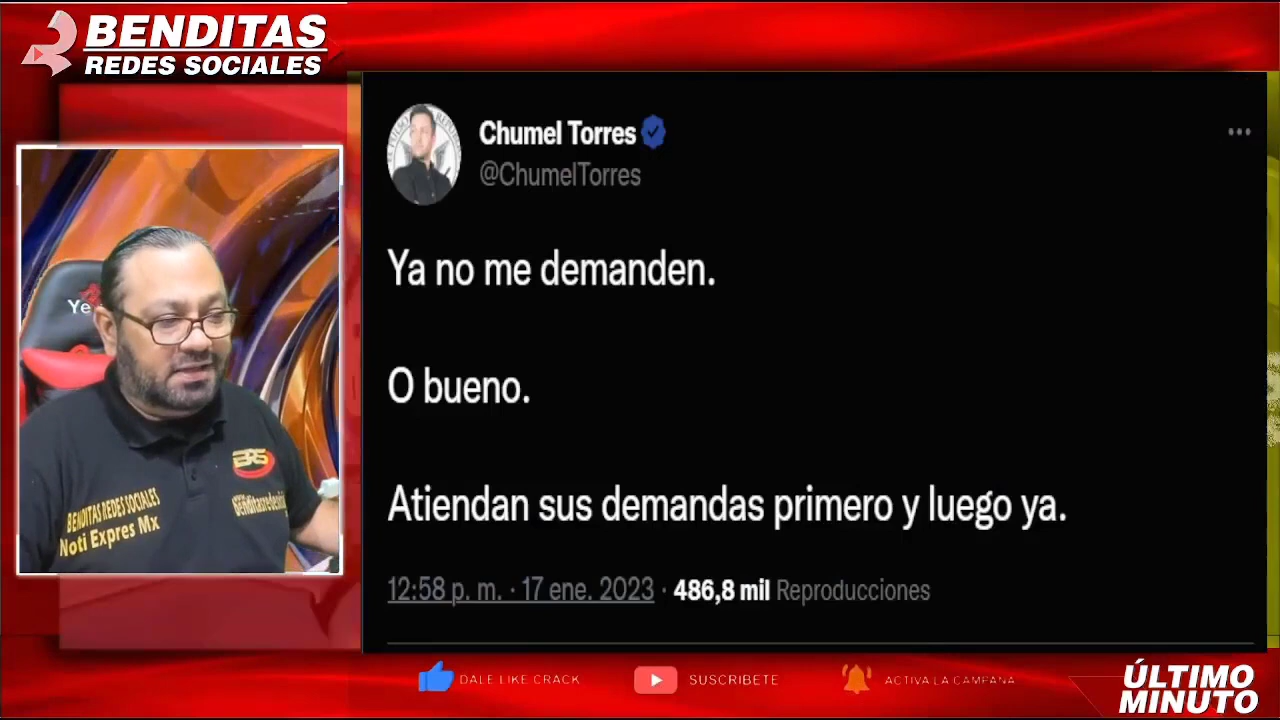 BENDITAS
REDES SOCIALES
Chumel Torres
@ChumelTorres
Ya no me demanden.
O bueno.
Atiendan sus demandas primero y luego ya.
12:58 p. m. · 17 ene. 2023 · 486,8 mil Reproducciones
Ye
BRS
BENDITAS REDES SOCIALES
Noti Expres Mx
DALE LIKE CRACK
SUSCRIBETE
ACTIVA LA CAMPANA
ÚLTIMO
MINUTO